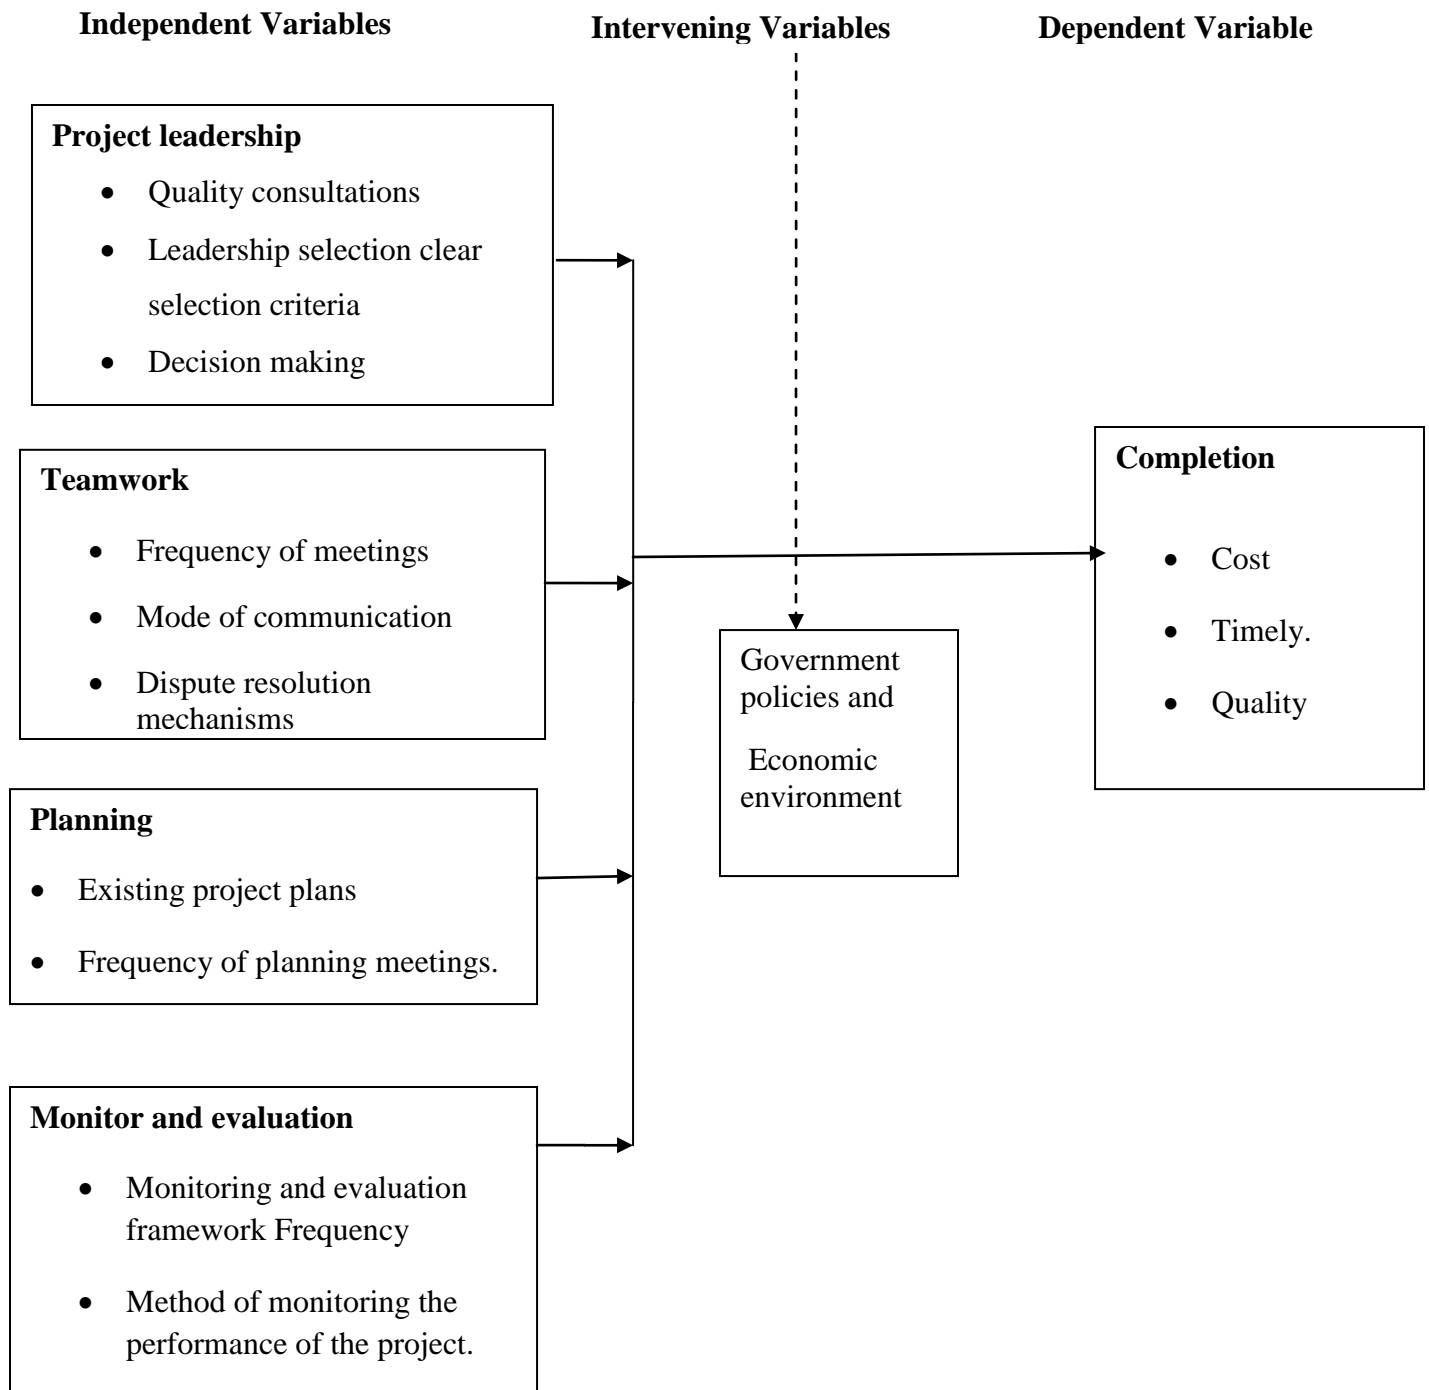 Independent Variables
Intervening Variables
Dependent Variable
Project leadership
• Quality consultations
• Leadership selection clear
selection criteria
• Decision making
Teamwork
• Frequency of meetings
• Mode of communication
• Dispute resolution
mechanisms
Planning
• Existing project plans
• Frequency of planning meetings.
Monitor and evaluation
• Monitoring and evaluation
framework Frequency
• Method of monitoring the
performance of the project.
Government
policies and
Economic
environment
Completion
• Cost
• Timely.
• Quality